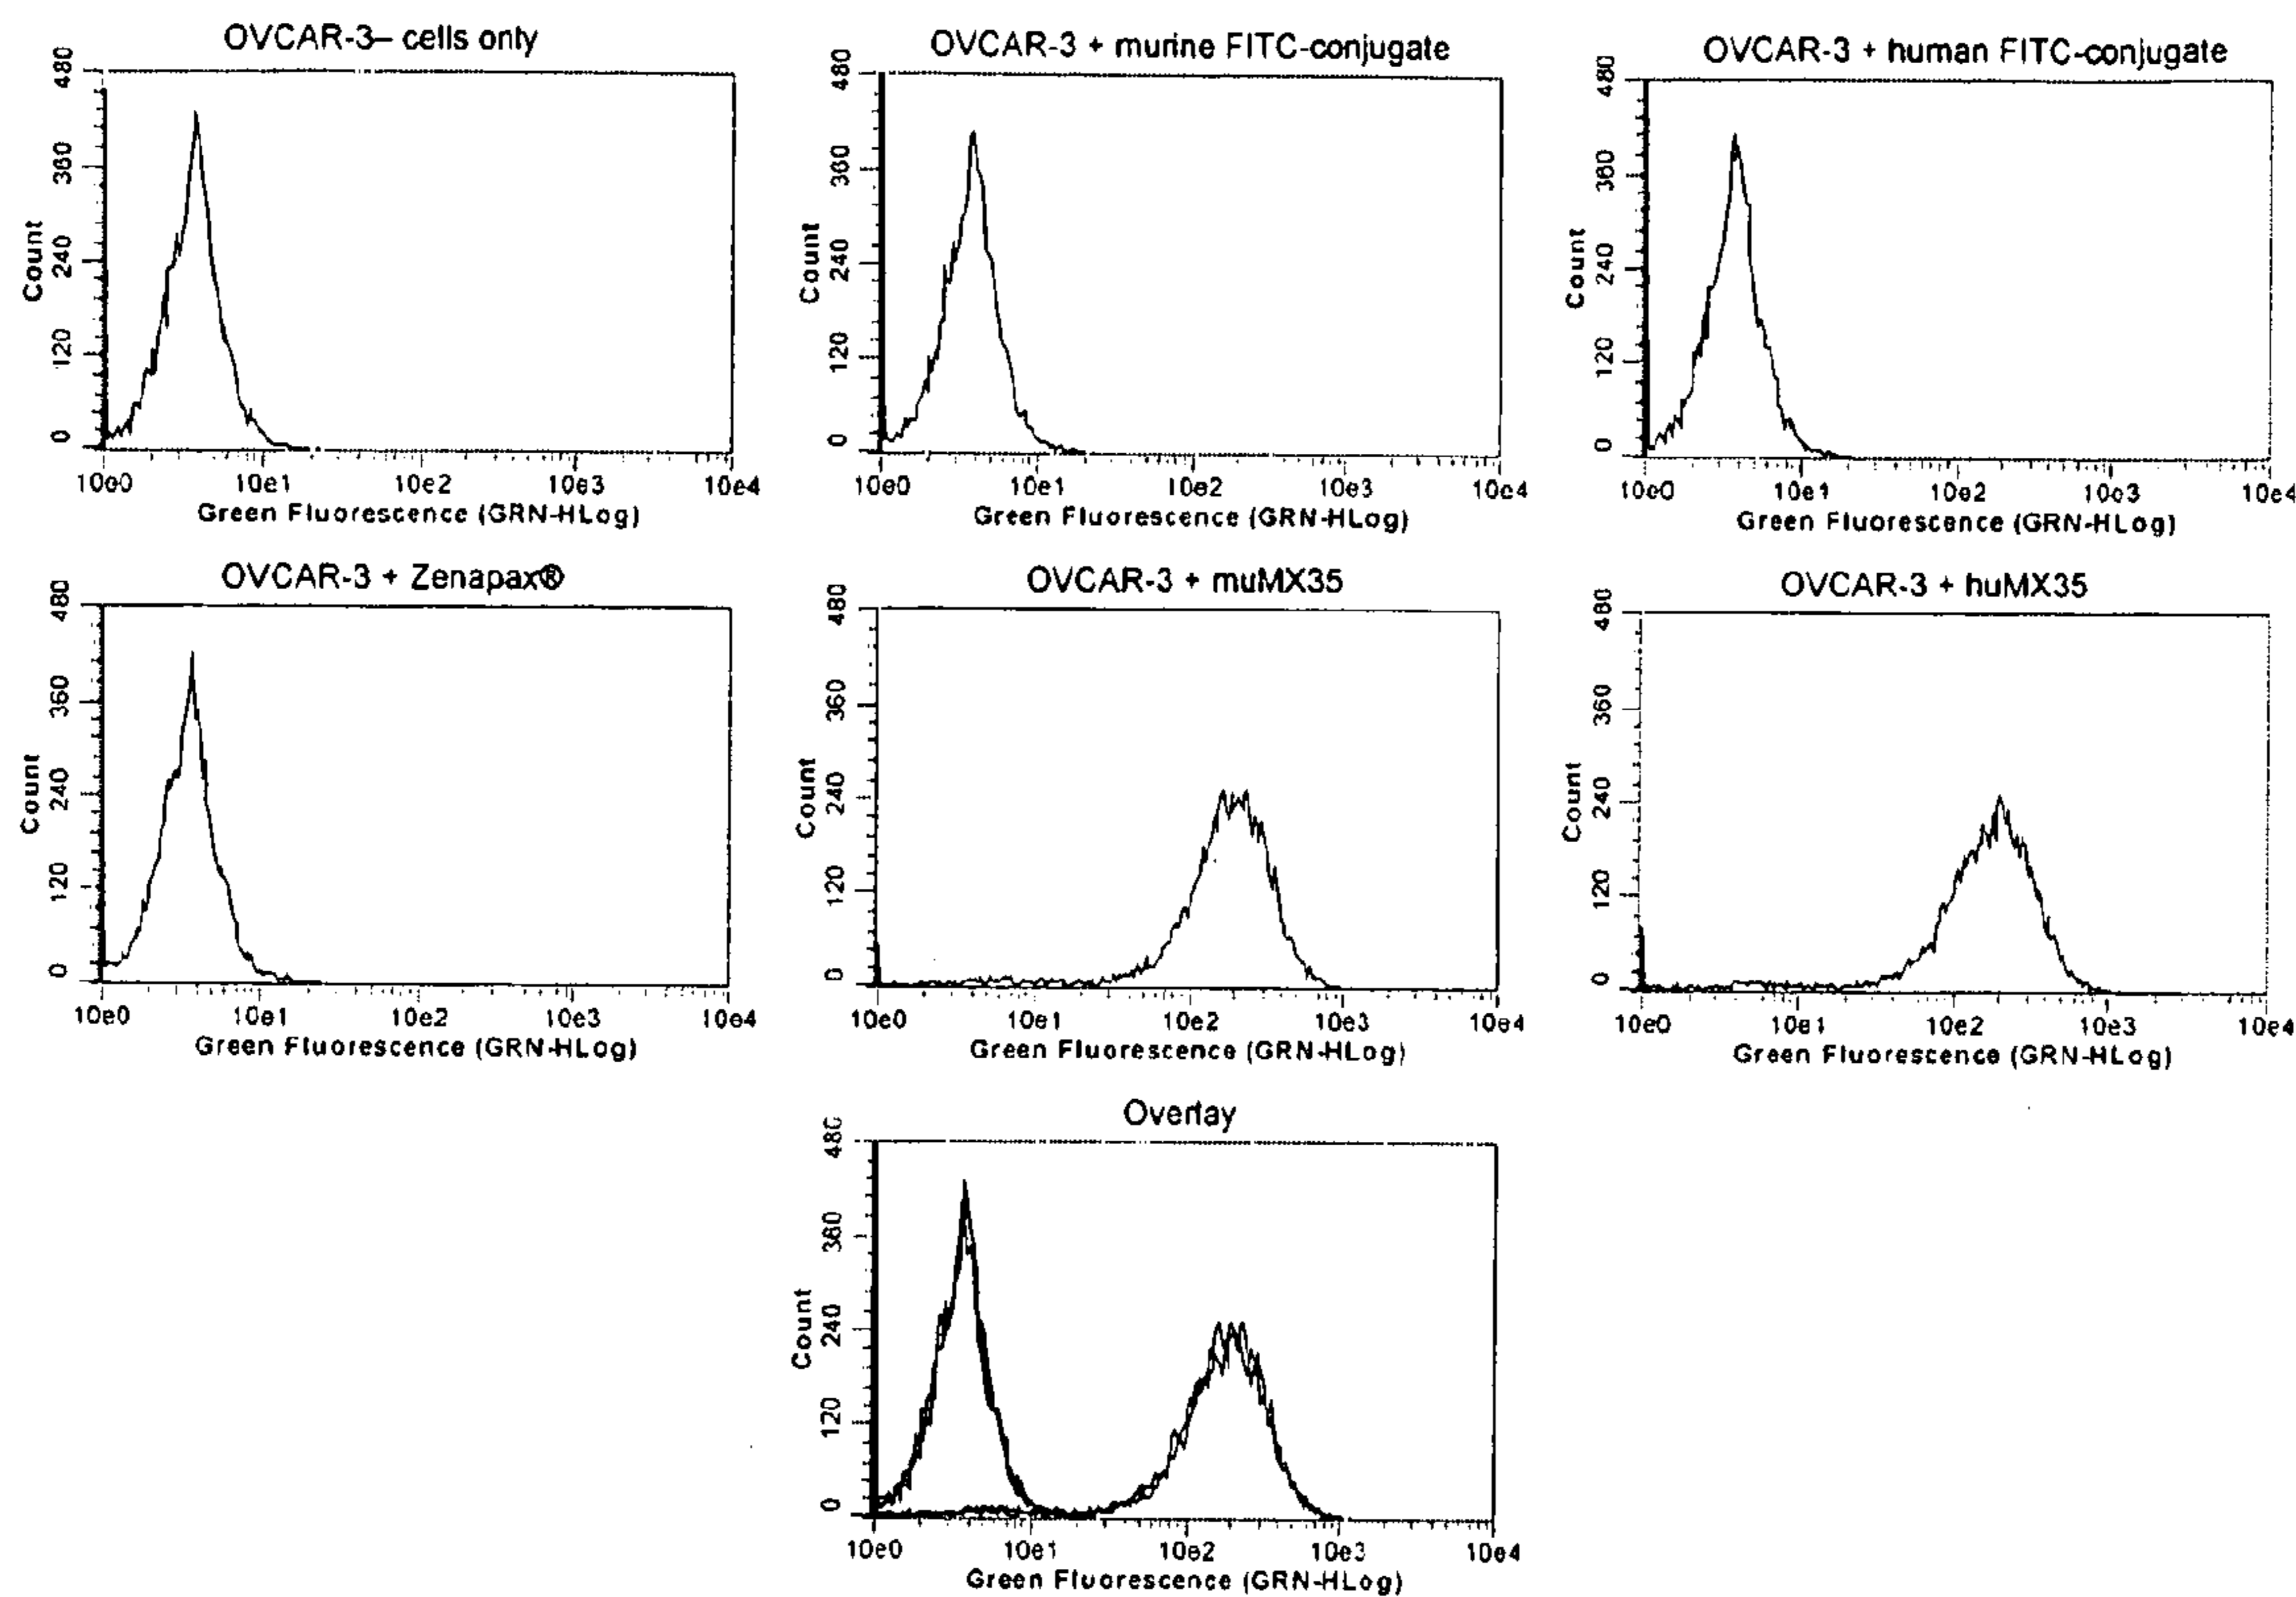 OVCAR-3– cells only
480
360
240
120
0
Count
10e0 10e1 10e2 10e3 10e4
Green Fluorescence (GRN-HLog)
OVCAR-3 + murine FITC-conjugate
480
360
240
120
0
Count
10e0 10e1 10e2 10e3 10e4
Green Fluorescence (GRN-HLog)
OVCAR-3 + human FITC-conjugate
480
360
240
120
0
Count
10e0 10e1 10e2 10e3 10e4
Green Fluorescence (GRN-HLog)
OVCAR-3 + Zenapax®
480
360
240
120
0
Count
10e0 10e1 10e2 10e3 10e4
Green Fluorescence (GRN-HLog)
OVCAR-3 + muMX35
480
360
240
120
0
Count
10e0 10e1 10e2 10e3 10e4
Green Fluorescence (GRN-HLog)
OVCAR-3 + huMX35
480
360
240
120
0
Count
10e0 10e1 10e2 10e3 10e4
Green Fluorescence (GRN-HLog)
Overlay
480
360
240
120
0
Count
10e0 10e1 10e2 10e3 10e4
Green Fluorescence (GRN-HLog)